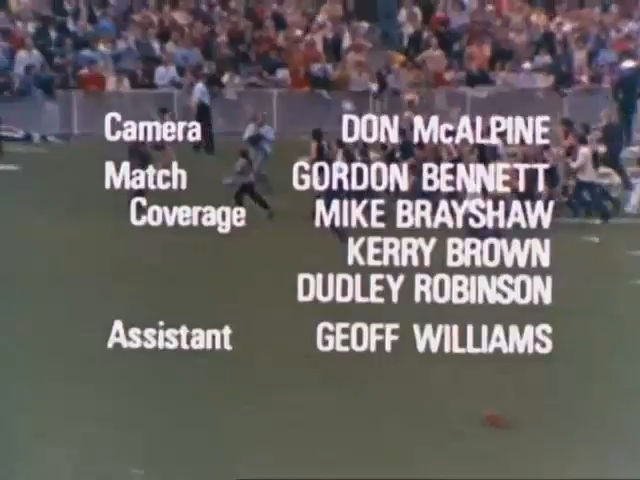 Camera DON McALPINE
Match GORDON BENNETT
Coverage MIKE BRAYSHAW
KERRY BROWN
DUDLEY ROBINSON
Assistant GEOFF WILLIAMS